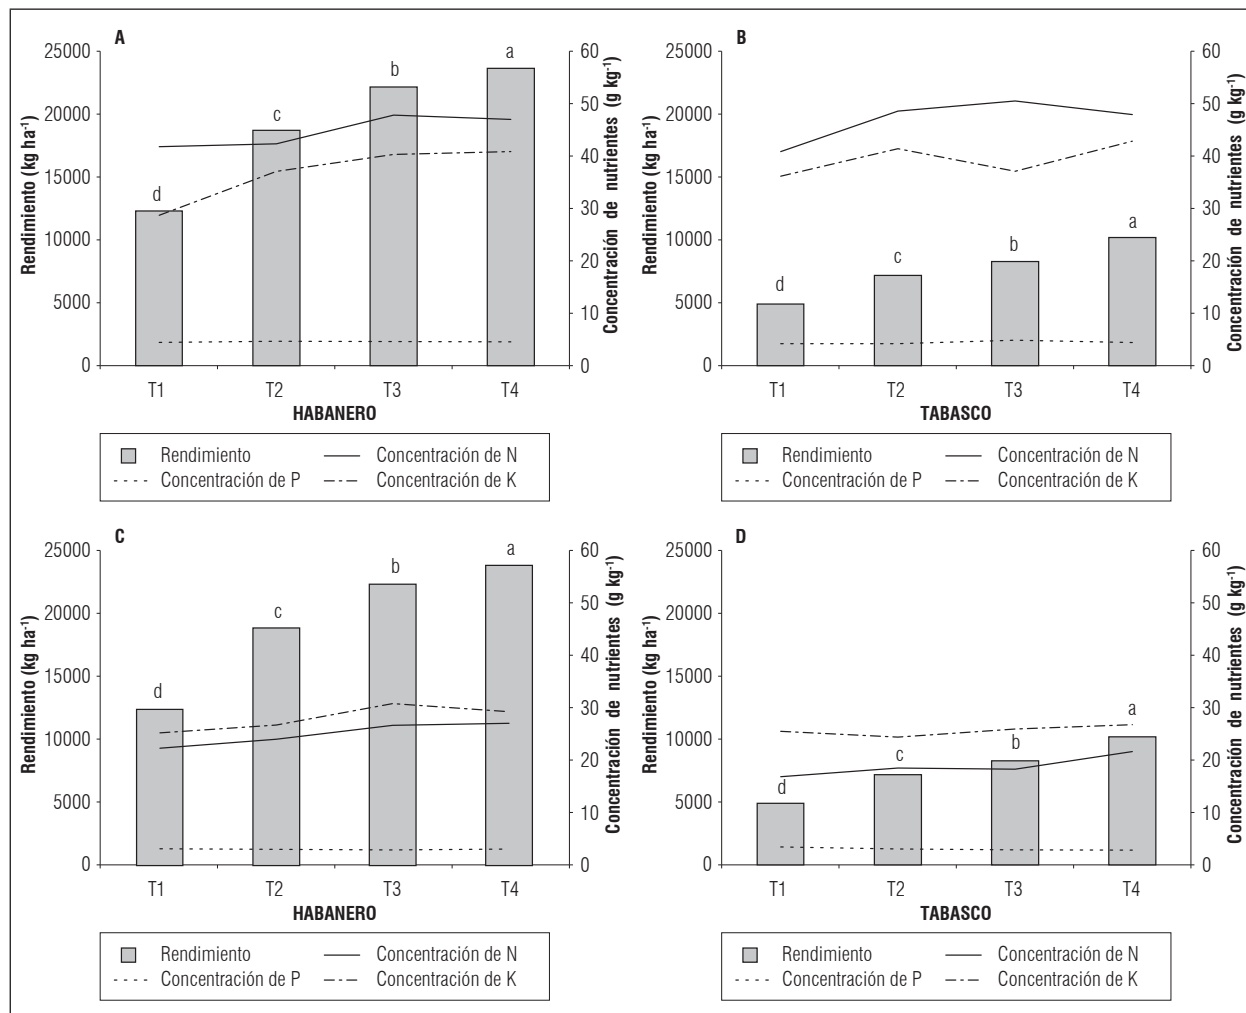 A
Rendimiento (kg ha-1)
25000
20000
15000
10000
5000
0
d
c
b
a
60
50
40
30
20
10
0
Concentración de nutrientes (g kg-1)
T1 T2 T3 T4
HABANERO
Rendimiento Concentración de N
Concentración de P Concentración de K
B
Rendimiento (kg ha-1)
25000
20000
15000
10000
5000
0
d
c
b
a
60
50
40
30
20
10
0
Concentración de nutrientes (g kg-1)
T1 T2 T3 T4
TABASCO
Rendimiento Concentración de N
Concentración de P Concentración de K
C
Rendimiento (kg ha-1)
25000
20000
15000
10000
5000
0
d
c
b
a
60
50
40
30
20
10
0
Concentración de nutrientes (g kg-1)
T1 T2 T3 T4
HABANERO
Rendimiento Concentración de N
Concentración de P Concentración de K
D
Rendimiento (kg ha-1)
25000
20000
15000
10000
5000
0
d
c
b
a
60
50
40
30
20
10
0
Concentración de nutrientes (g kg-1)
T1 T2 T3 T4
TABASCO
Rendimiento Concentración de N
Concentración de P Concentración de K